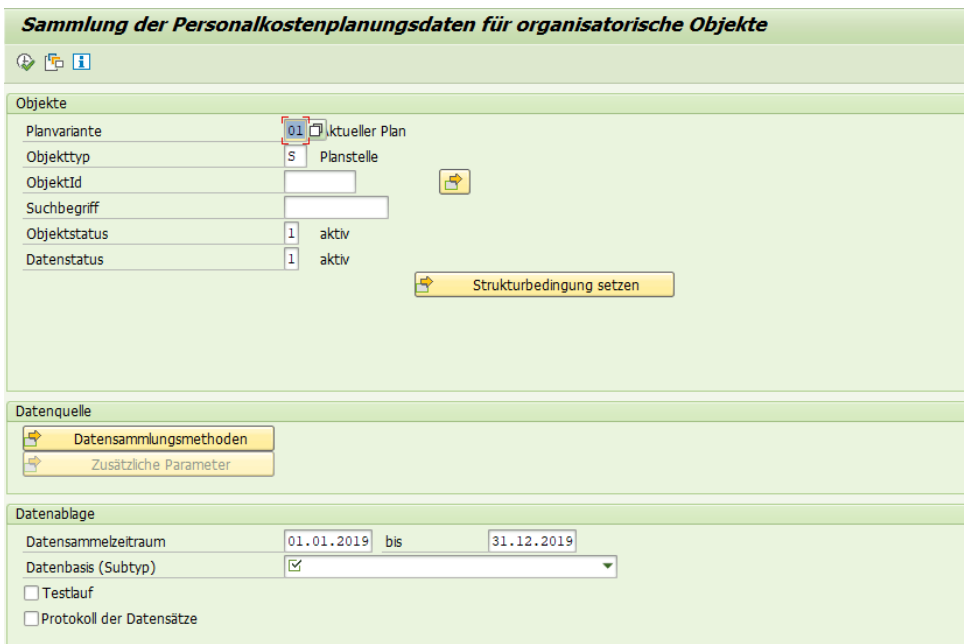 Sammlung der Personalkostenplanungsdaten für organisatorische Objekte
Objekte
Planvariante 01 Aktueller Plan
Objekttyp S Planstelle
ObjektId
Suchbegriff
Objektstatus 1 aktiv
Datenstatus 1 aktiv
Strukturbedingung setzen
Datenquelle
Datensammlungsmethoden
Zusätzliche Parameter
Datenablage
Datensammelzeitraum 01.01.2019 bis 31.12.2019
Datenbasis (Subtyp)
Testlauf
Protokoll der Datensätze